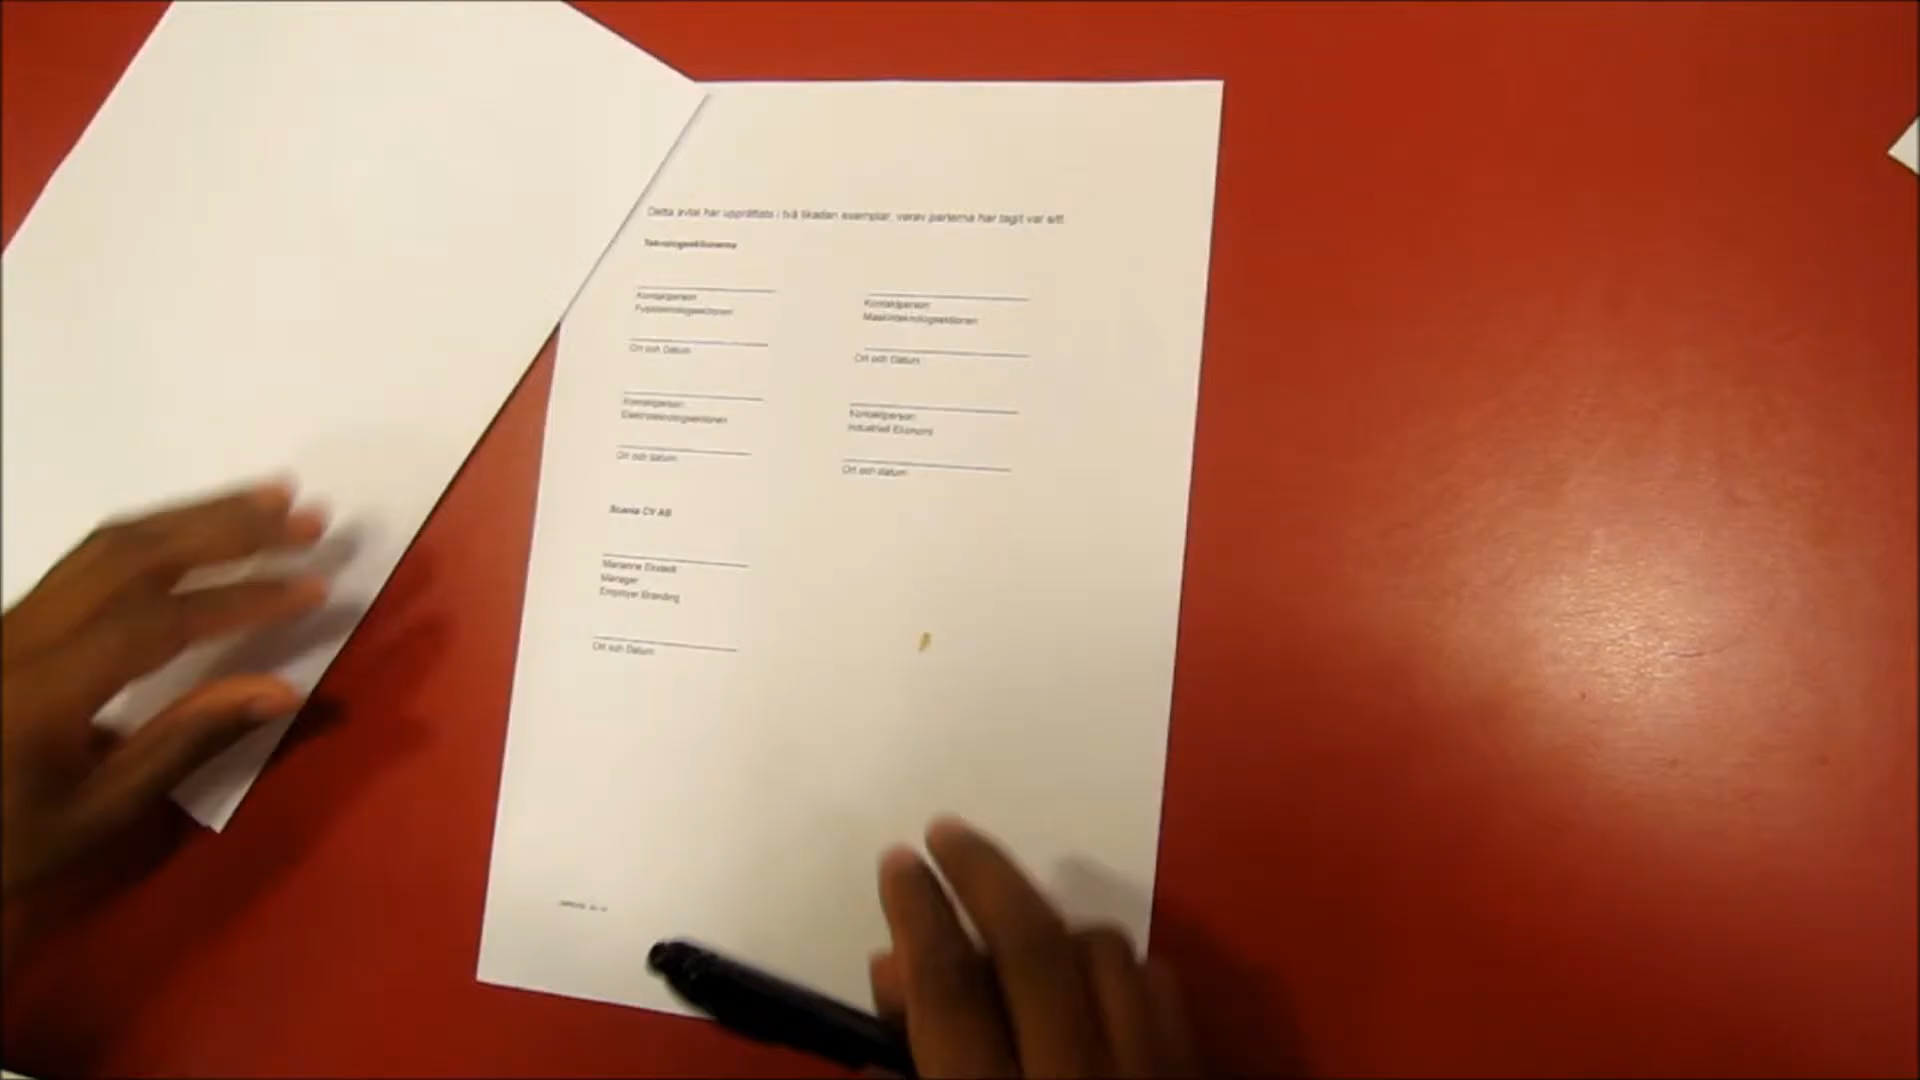 Detta avtal har upprättats i två likadan exemplar, varav parterna har tagit var sitt
Teknologsektionerna
Kontaktperson
Fysikteknologsektionen
Ort och Datum
Kontaktperson
Maskinteknologsektionen
Ort och Datum
Kontaktperson
Elektroteknologsektionen
Ort och datum
Kontaktperson
Industriell Ekonomi
Ort och datum
Scania CV AB
Marianne Ekstedt
Manager
Employer Branding
Ort och Datum